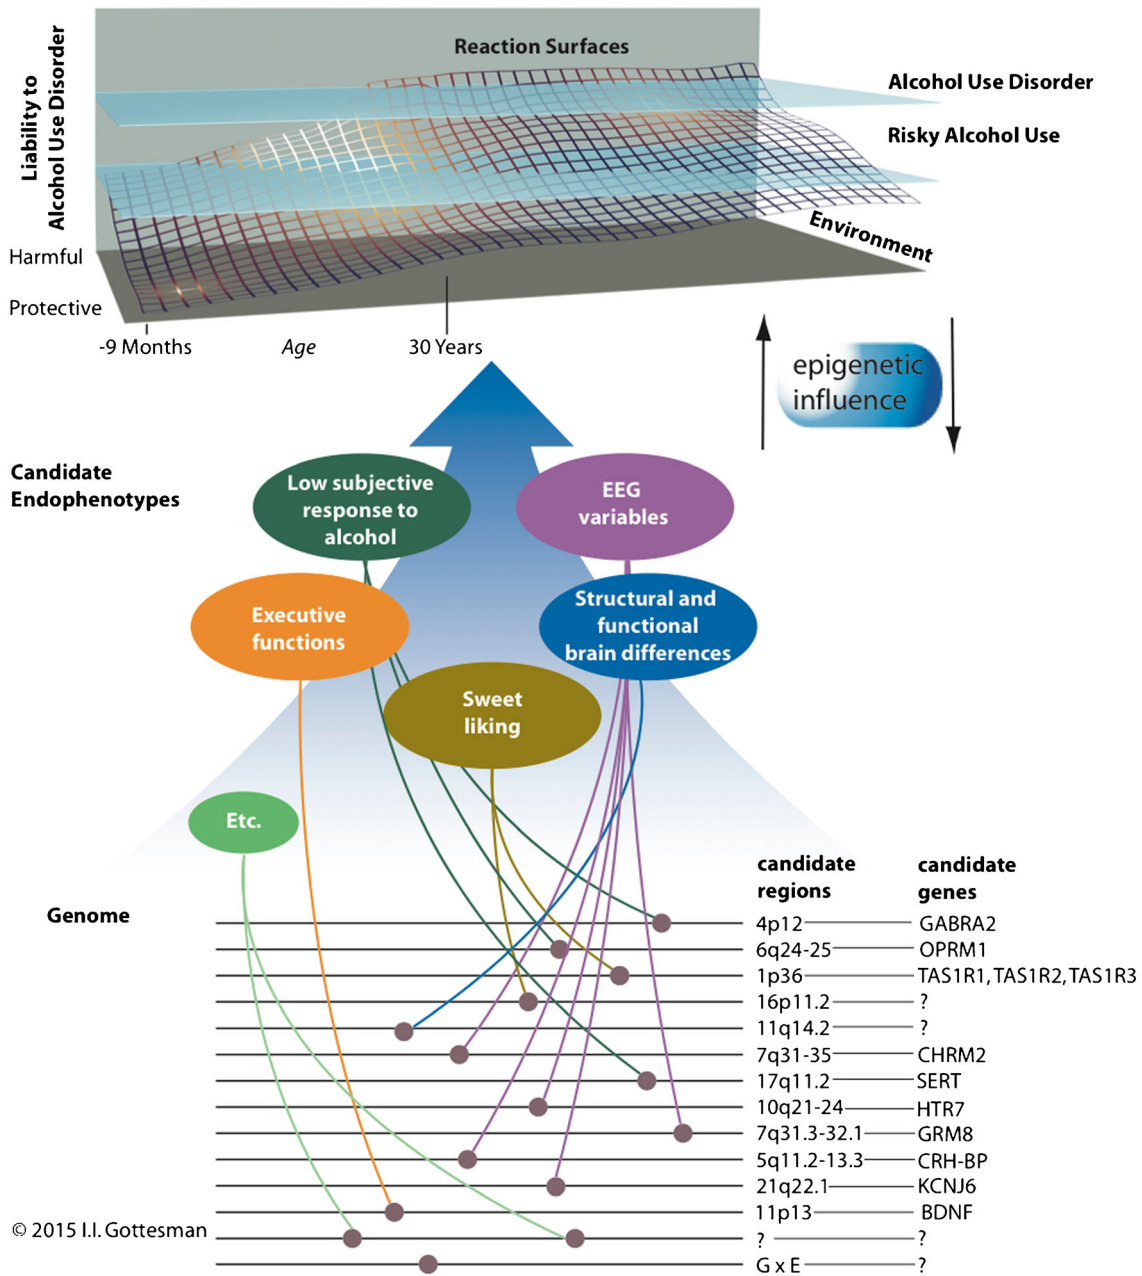 Reaction Surfaces
Liability to
Alcohol Use Disorder
Alcohol Use Disorder
Risky Alcohol Use
Environment
Harmful
Protective
-9 Months
Age
30 Years
epigenetic
influence
Candidate
Endophenotypes
Low subjective
response to
alcohol
EEG
variables
Executive
functions
Structural and
functional
brain differences
Sweet
liking
Etc.
Genome
candidate
regions
candidate
genes
4p12 GABRA2
6q24-25 OPRM1
1p36 TAS1R1, TAS1R2, TAS1R3
16p11.2 ?
11q14.2 ?
7q31-35 CHRM2
17q11.2 SERT
10q21-24 HTR7
7q31.3-32.1 GRM8
5q11.2-13.3 CRH-BP
21q22.1 KCNJ6
11p13 BDNF
? ?
G x E ?
© 2015 I.I. Gottesman